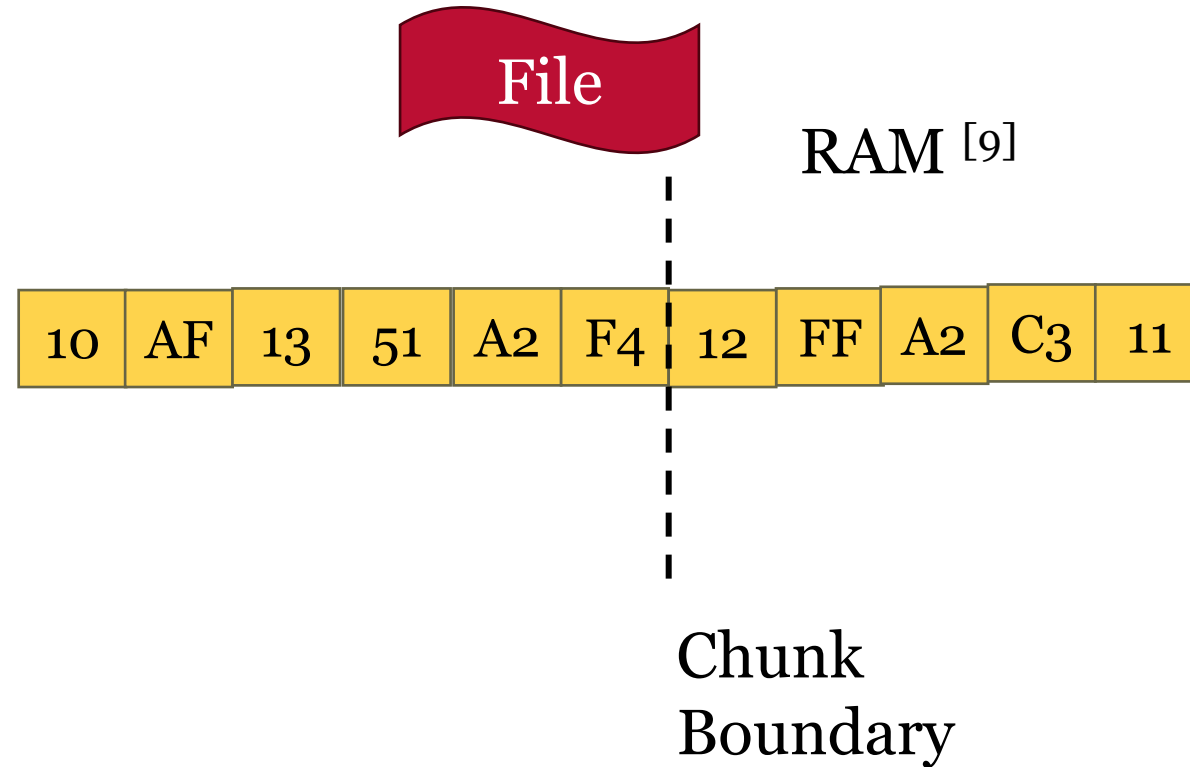 File
RAM [9]
10 AF 13 51 A2 F4 12 FF A2 C3 11
Chunk
Boundary